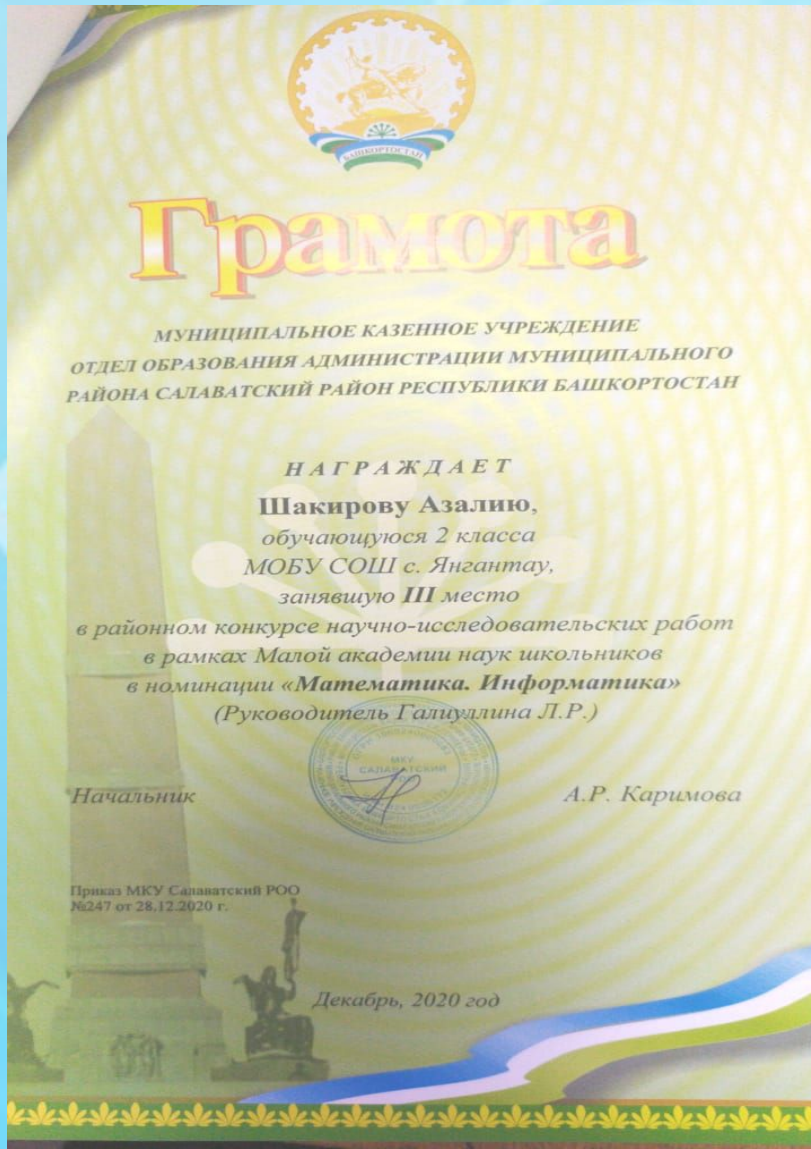 БАШКОРТОСТАН
Грамота
МУНИЦИПАЛЬНОЕ КАЗЕННОЕ УЧРЕЖДЕНИЕ
ОТДЕЛ ОБРАЗОВАНИЯ АДМИНИСТРАЦИИ МУНИЦИПАЛЬНОГО
РАЙОНА САЛАВАТСКИЙ РАЙОН РЕСПУБЛИКИ БАШКОРТОСТАН
НАГРАЖДАЕТ
Шакирову Азалию,
обучающуюся 2 класса
МОБУ СОШ с. Янгантау,
занявшую III место
в районном конкурсе научно-исследовательских работ
в рамках Малой академии наук школьников
в номинации «Математика. Информатика»
(Руководитель Галиуллина Л.Р.)
МКУ
САЛАВАТСКИЙ
Начальник А.Р. Каримова
Приказ МКУ Салаватский РОО
№247 от 28.12.2020 г.
Декабрь, 2020 год